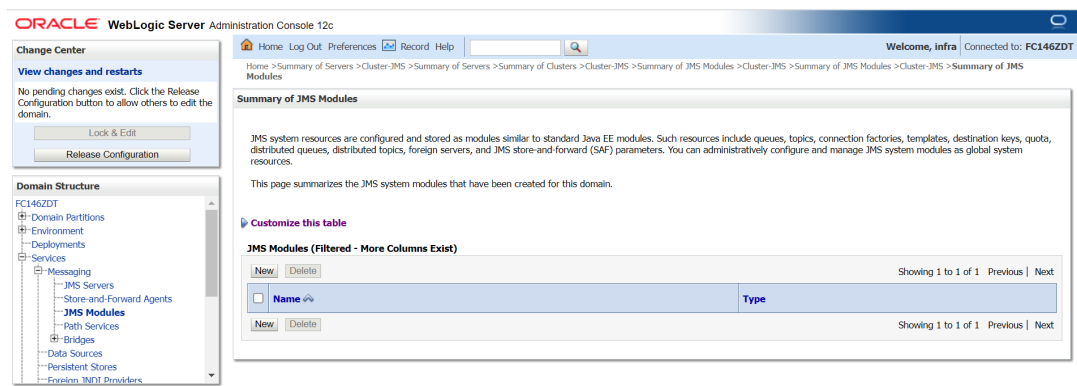 ORACLE WebLogic Server Administration Console 12c
Change Center
View changes and restarts
No pending changes exist. Click the Release
Configuration button to allow others to edit the
domain.
Lock & Edit
Release Configuration
Domain Structure
FC146ZDT
Domain Partitions
Environment
Deployments
Services
Messaging
JMS Servers
Store-and-Forward Agents
JMS Modules
Path Services
Bridges
Data Sources
Persistent Stores
Foreign JNDI Providers
Home Log Out Preferences Record Help
Welcome, infra Connected to: FC146ZDT
Home >Summary of Servers >Cluster-JMS >Summary of Servers >Summary of Clusters >Cluster-JMS >Summary of JMS Modules >Cluster-JMS >Summary of JMS Modules >Cluster-JMS >Summary of JMS
Modules
Summary of JMS Modules
JMS system resources are configured and stored as modules similar to standard Java EE modules. Such resources include queues, topics, connection factories, templates, destination keys, quota,
distributed queues, distributed topics, foreign servers, and JMS store-and-forward (SAF) parameters. You can administratively configure and manage JMS system modules as global system
resources.
This page summarizes the JMS system modules that have been created for this domain.
Customize this table
JMS Modules (Filtered - More Columns Exist)
New Delete Showing 1 to 1 of 1 Previous | Next
Name Type
New Delete Showing 1 to 1 of 1 Previous | Next